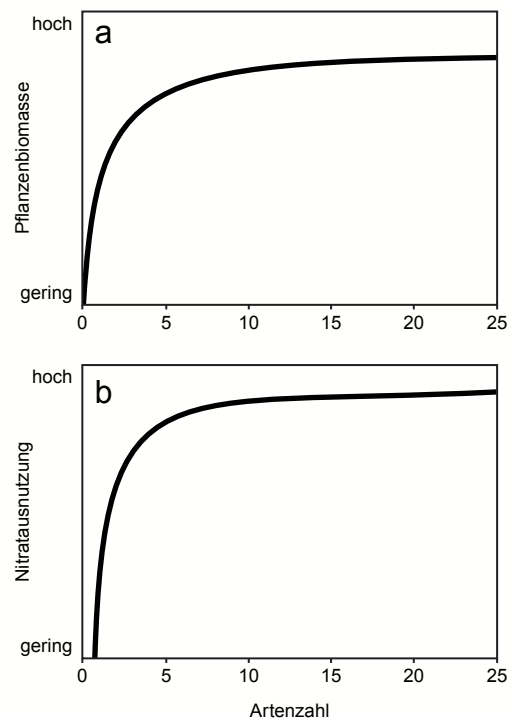 hoch
a
Pflanzenbiomasse
gering
0 5 10 15 20 25
hoch
b
Nitratausnutzung
gering
0 5 10 15 20 25
Artenzahl